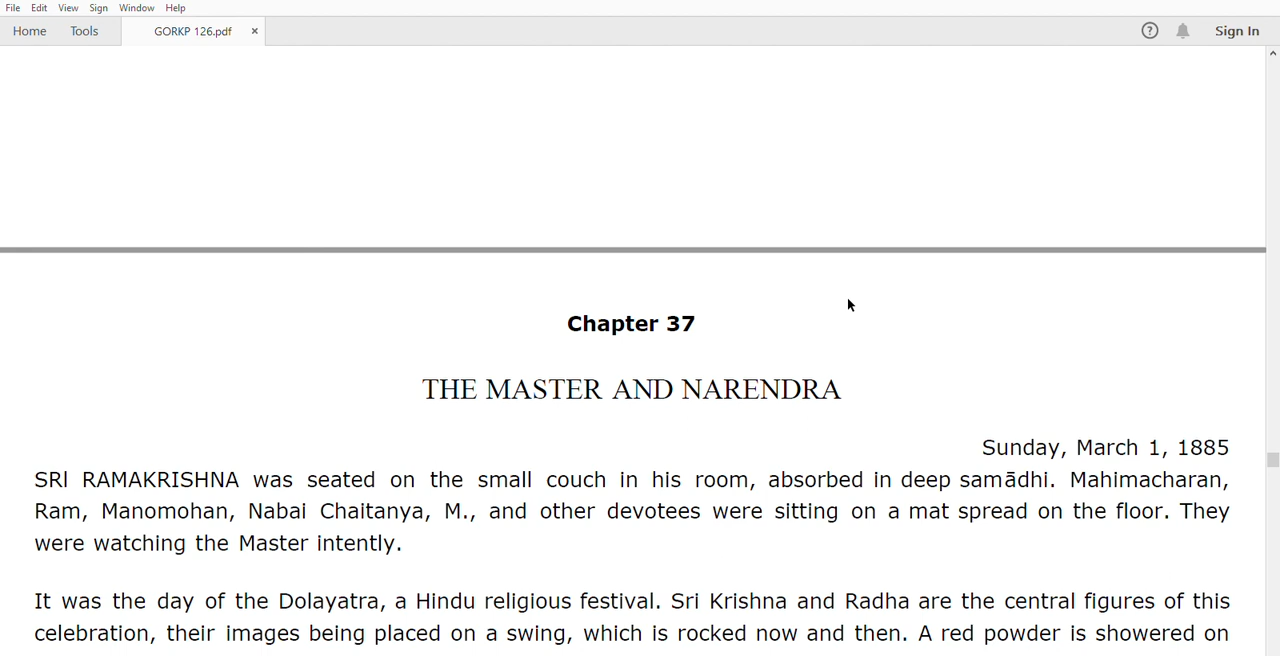 File Edit View Sign Window Help
Home Tools GORKP 126.pdf × ? Sign In
Chapter 37
THE MASTER AND NARENDRA
Sunday, March 1, 1885
SRl RAMAKRISHNA was seated on the small couch in his room, absorbed in deep samādhi. Mahimacharan,
Ram, Manomohan, Nabai Chaitanya, M., and other devotees were sitting on a mat spread on the floor. They
were watching the Master intently.
It was the day of the Dolayatra, a Hindu religious festival. Sri Krishna and Radha are the central figures of this
celebration, their images being placed on a swing, which is rocked now and then. A red powder is showered on